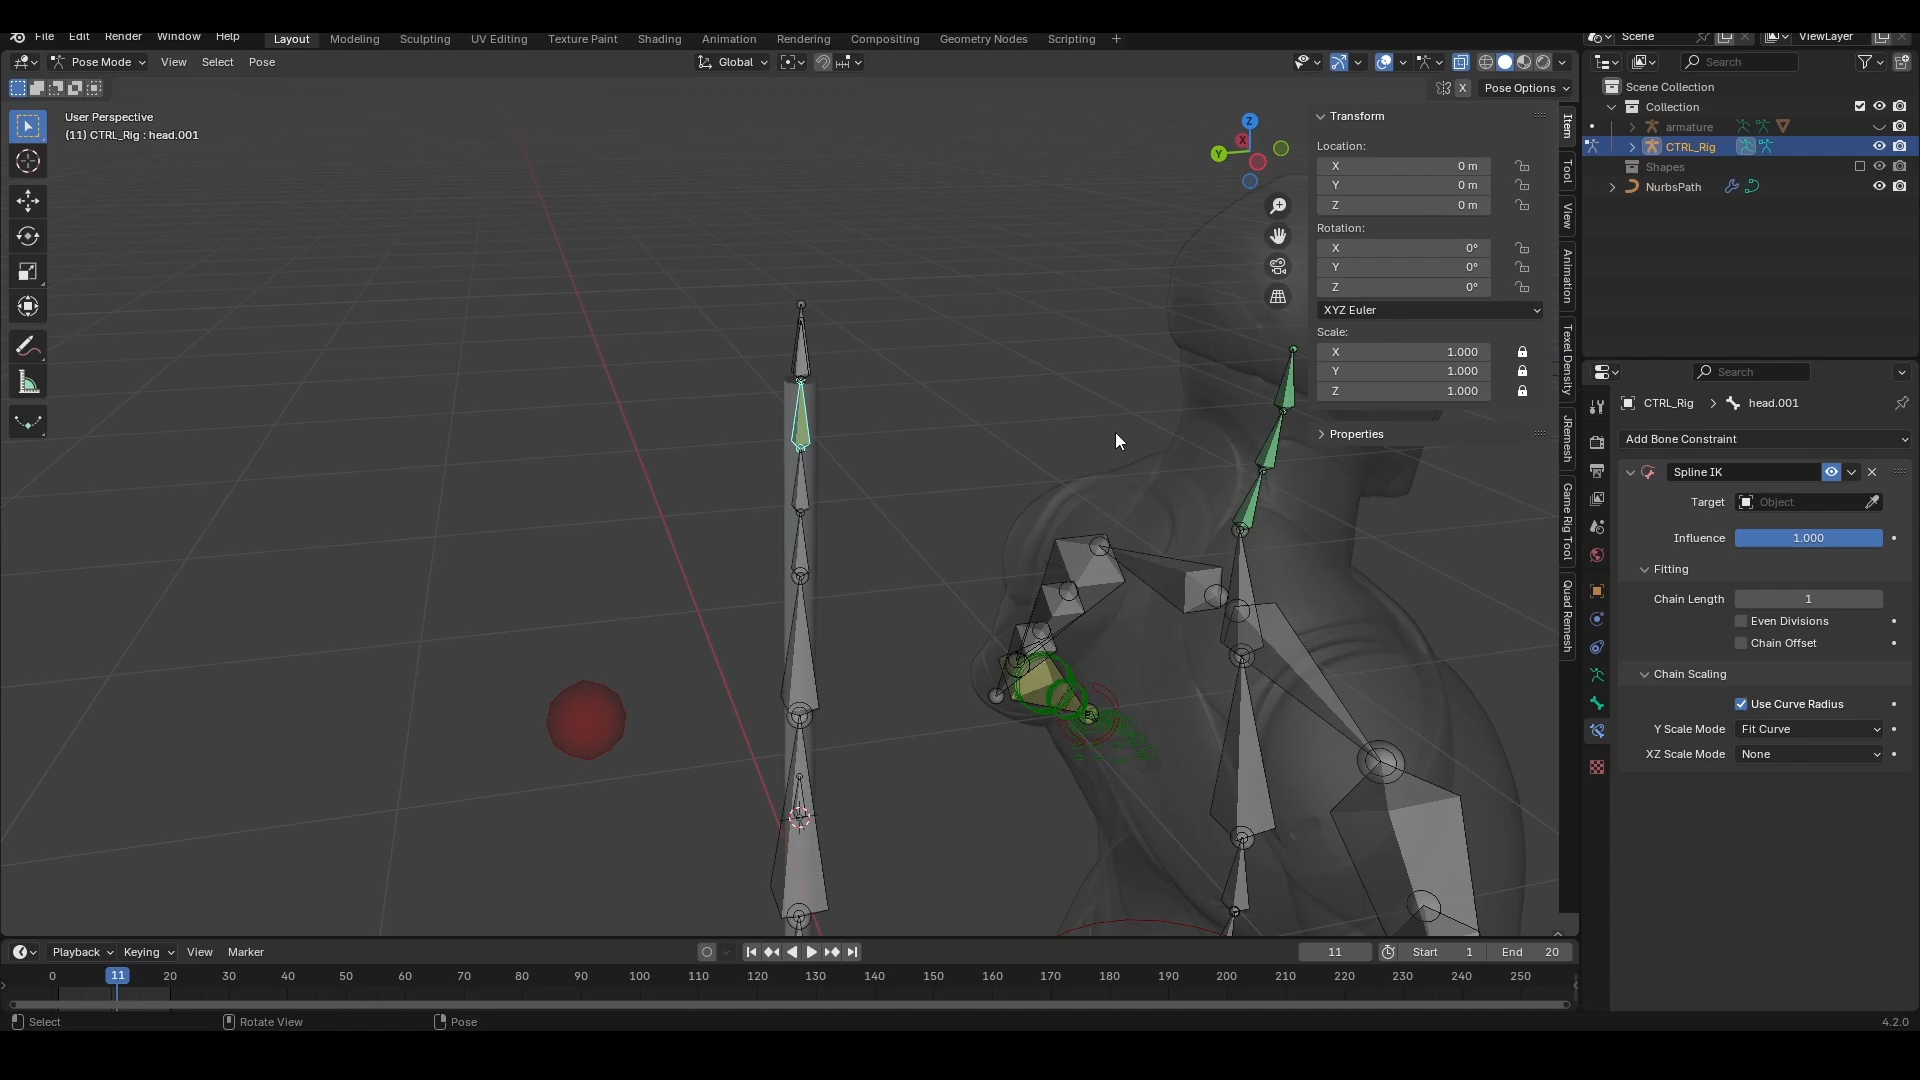 File Edit Render Window Help
Layout Modeling Sculpting UV Editing Texture Paint Shading Animation Rendering Compositing Geometry Nodes Scripting +
Scene ViewLayer
Pose Mode View Select Pose Global Search
X Pose Options
User Perspective
(11) CTRL_Rig : head.001
Z
X
Y
Transform
Location:
X 0 m
Y 0 m
Z 0 m
Rotation:
X 0°
Y 0°
Z 0°
XYZ Euler
Scale:
X 1.000
Y 1.000
Z 1.000
Properties
Item
Tool
View
Animation
Texel Density
JRemesh
Game Rig Tool
Quad Remesh
Scene Collection
Collection
armature
CTRL_Rig
Shapes
NurbsPath
Search
CTRL_Rig head.001
Add Bone Constraint
Spline IK
Target Object
Influence 1.000
Fitting
Chain Length 1
Even Divisions
Chain Offset
Chain Scaling
Use Curve Radius
Y Scale Mode Fit Curve
XZ Scale Mode None
Playback Keying View Marker 11 Start 1 End 20
0 11 20 30 40 50 60 70 80 90 100 110 120 130 140 150 160 170 180 190 200 210 220 230 240 250
Select Rotate View Pose 4.2.0